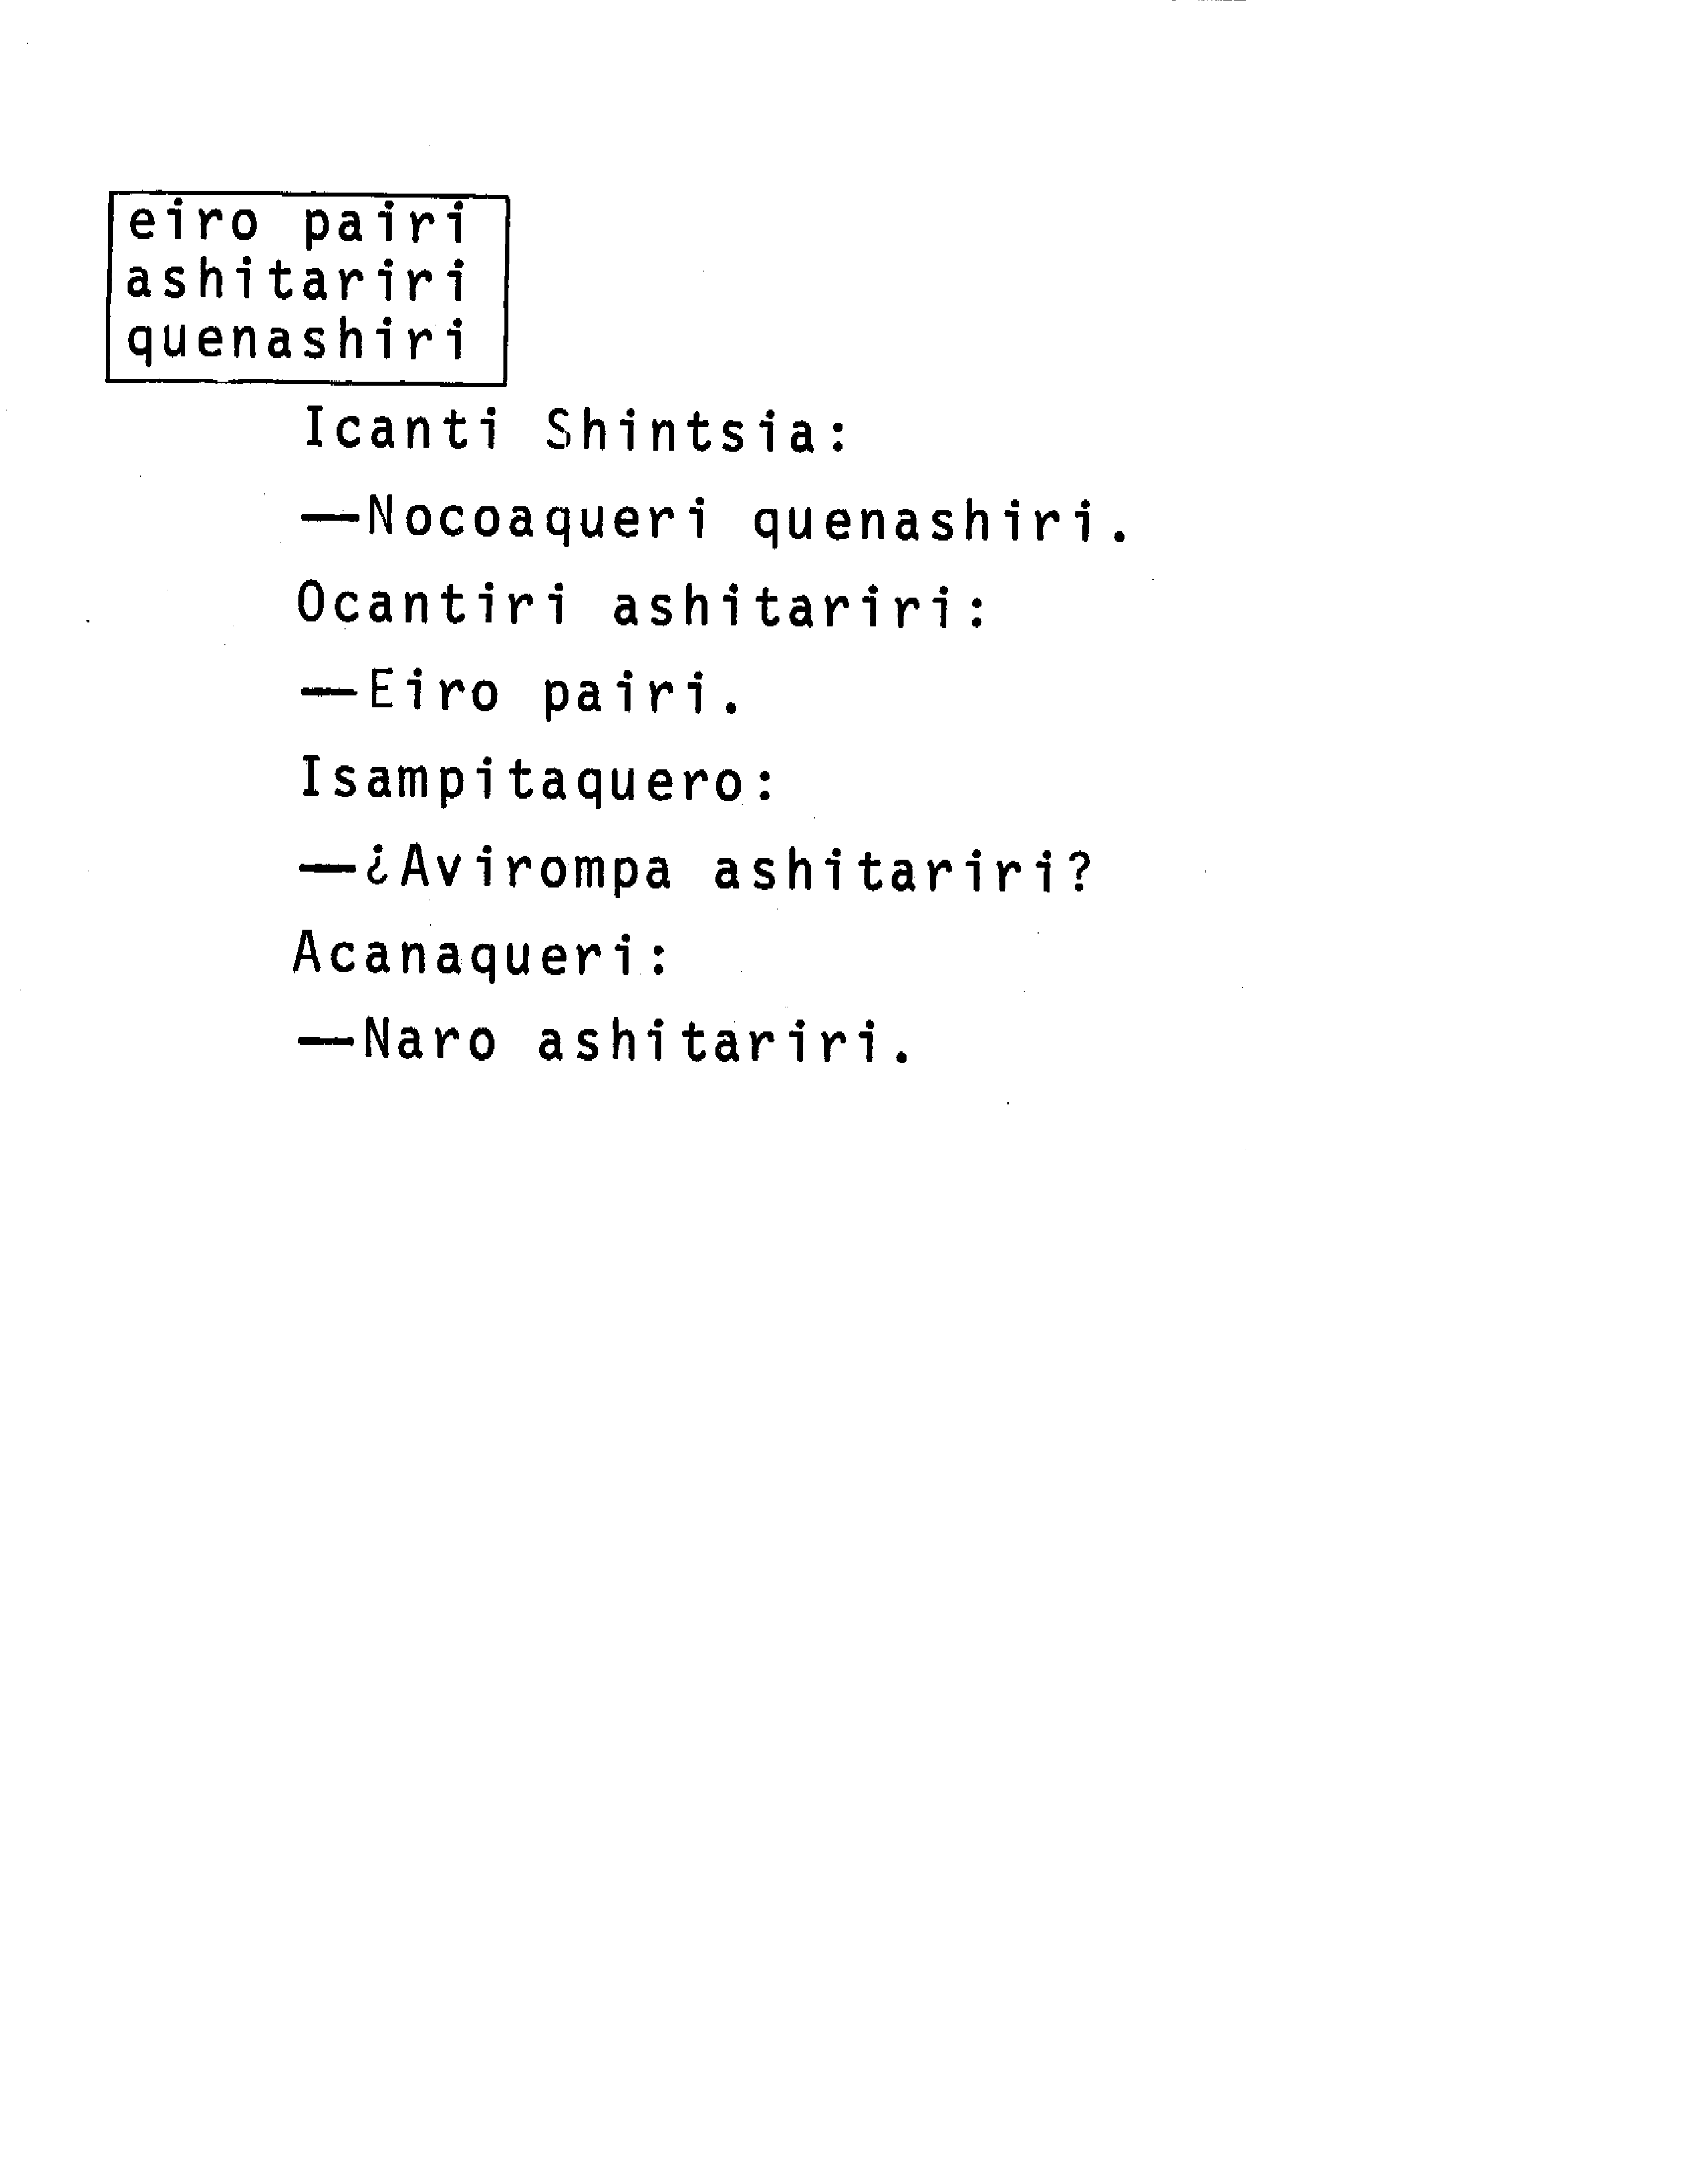 eiro pairi
ashitariri
quenashiri
Icanti Shintsia:
—Nocoaqueri quenashiri.
Ocantiri ashitariri:
—Eiro pairi.
Isampitaquero:
—¿Avirompa ashitariri?
Acanaqueri:
—Naro ashitariri.